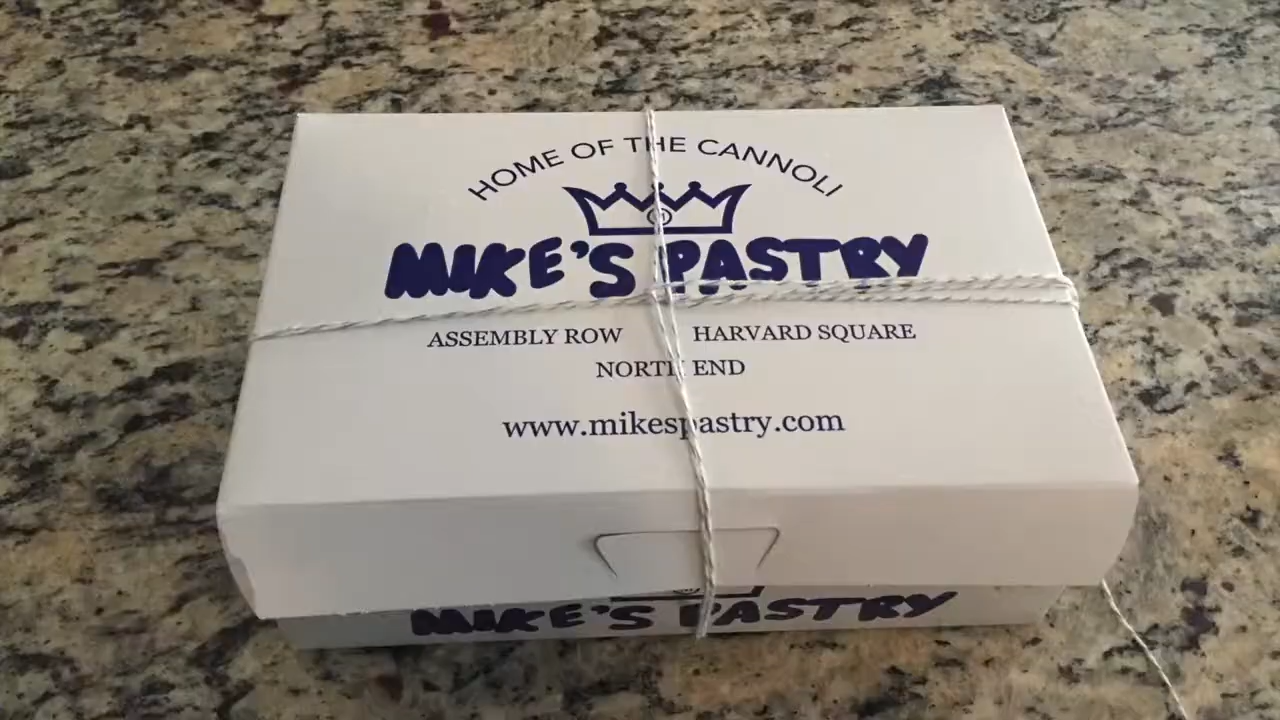 HOME OF THE CANNOLI
MIKE'S PASTRY
ASSEMBLY ROW HARVARD SQUARE
NORTH END
www.mikespastry.com
MIKE'S PASTRY